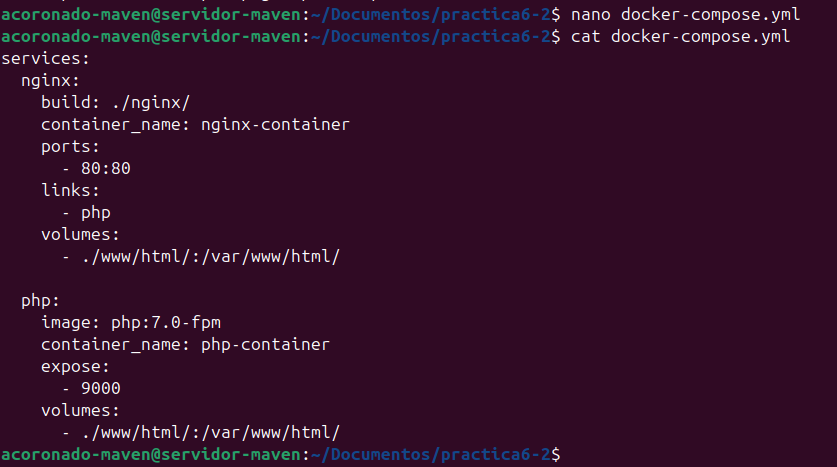 acoronado-maven@servidor-maven:~/Documentos/practica6-2$ nano docker-compose.yml
acoronado-maven@servidor-maven:~/Documentos/practica6-2$ cat docker-compose.yml
services:
  nginx:
    build: ./nginx/
    container_name: nginx-container
    ports:
      - 80:80
    links:
      - php
    volumes:
      - ./www/html/:/var/www/html/

  php:
    image: php:7.0-fpm
    container_name: php-container
    expose:
      - 9000
    volumes:
      - ./www/html/:/var/www/html/
acoronado-maven@servidor-maven:~/Documentos/practica6-2$